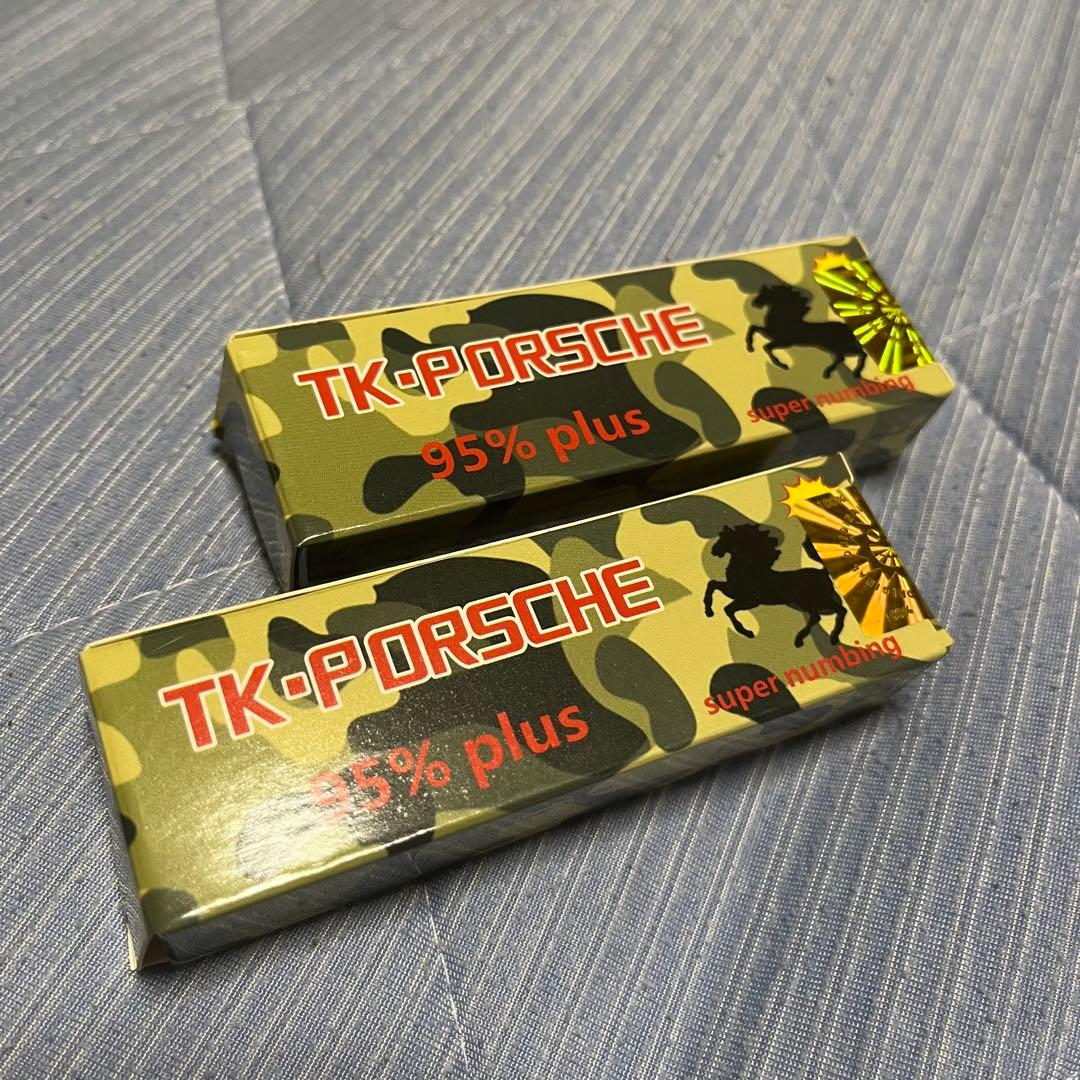 TK·PORSCHE
95% plus
super numbing
TK·PORSCHE
95% plus
super numbing